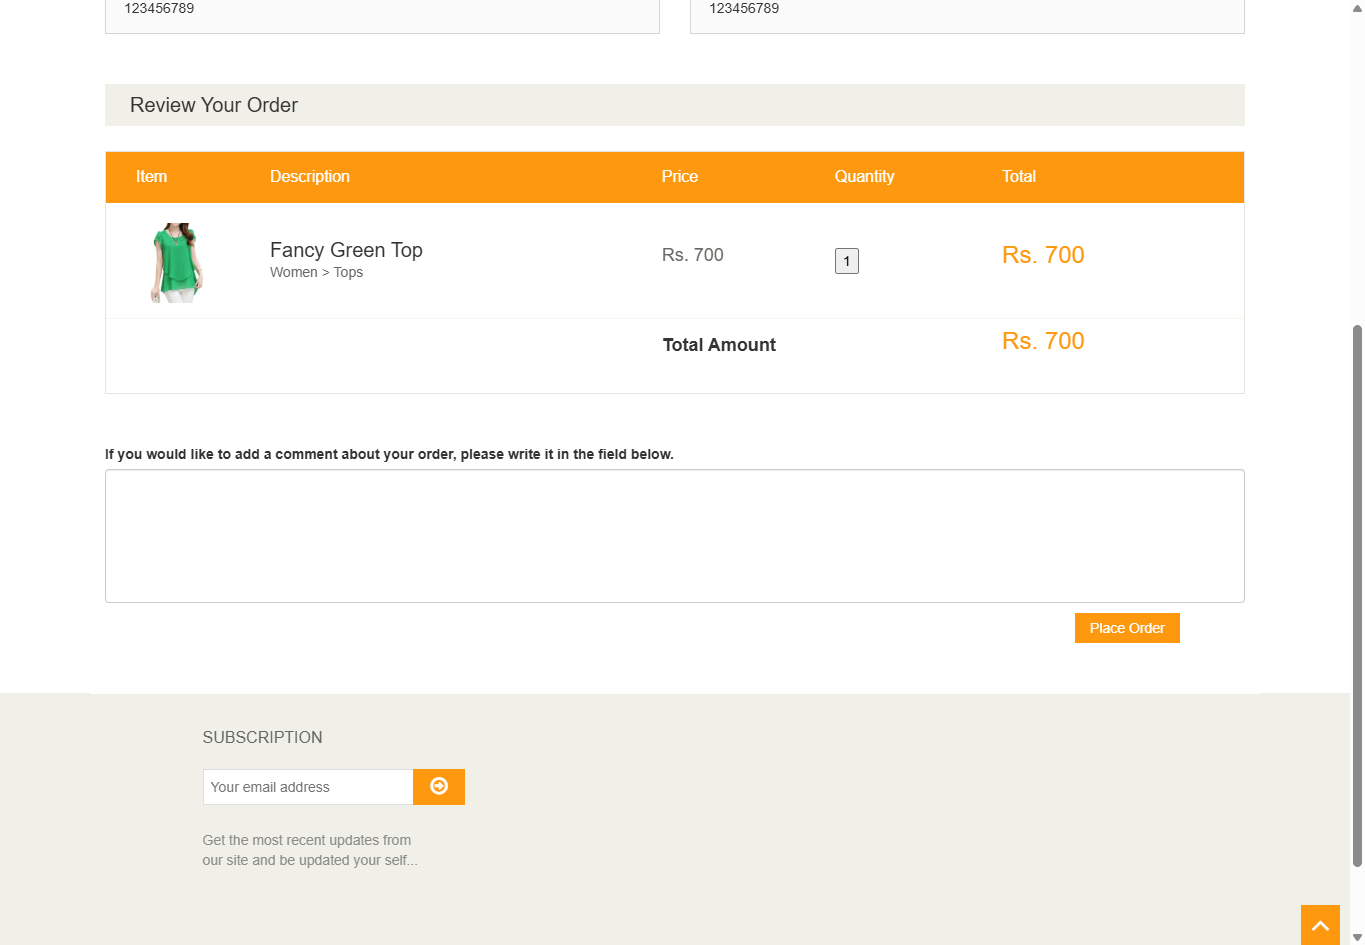 123456789 123456789
Review Your Order
Item Description Price Quantity Total
Fancy Green Top
Women > Tops
Rs. 700 1 Rs. 700
Total Amount Rs. 700
If you would like to add a comment about your order, please write it in the field below.
Place Order
SUBSCRIPTION
Your email address
Get the most recent updates from
our site and be updated your self...